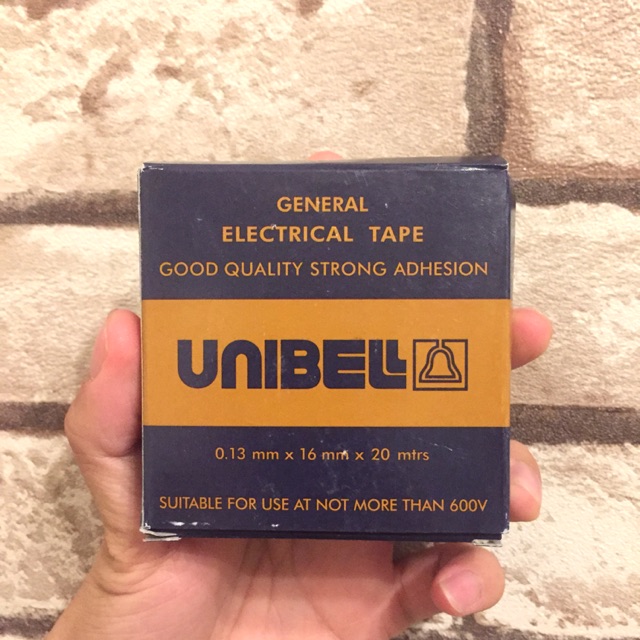 GENERAL
ELECTRICAL TAPE
GOOD QUALITY STRONG ADHESION
UNIBELL
0.13 mm x 16 mm x 20 mtrs
SUITABLE FOR USE AT NOT MORE THAN 600V